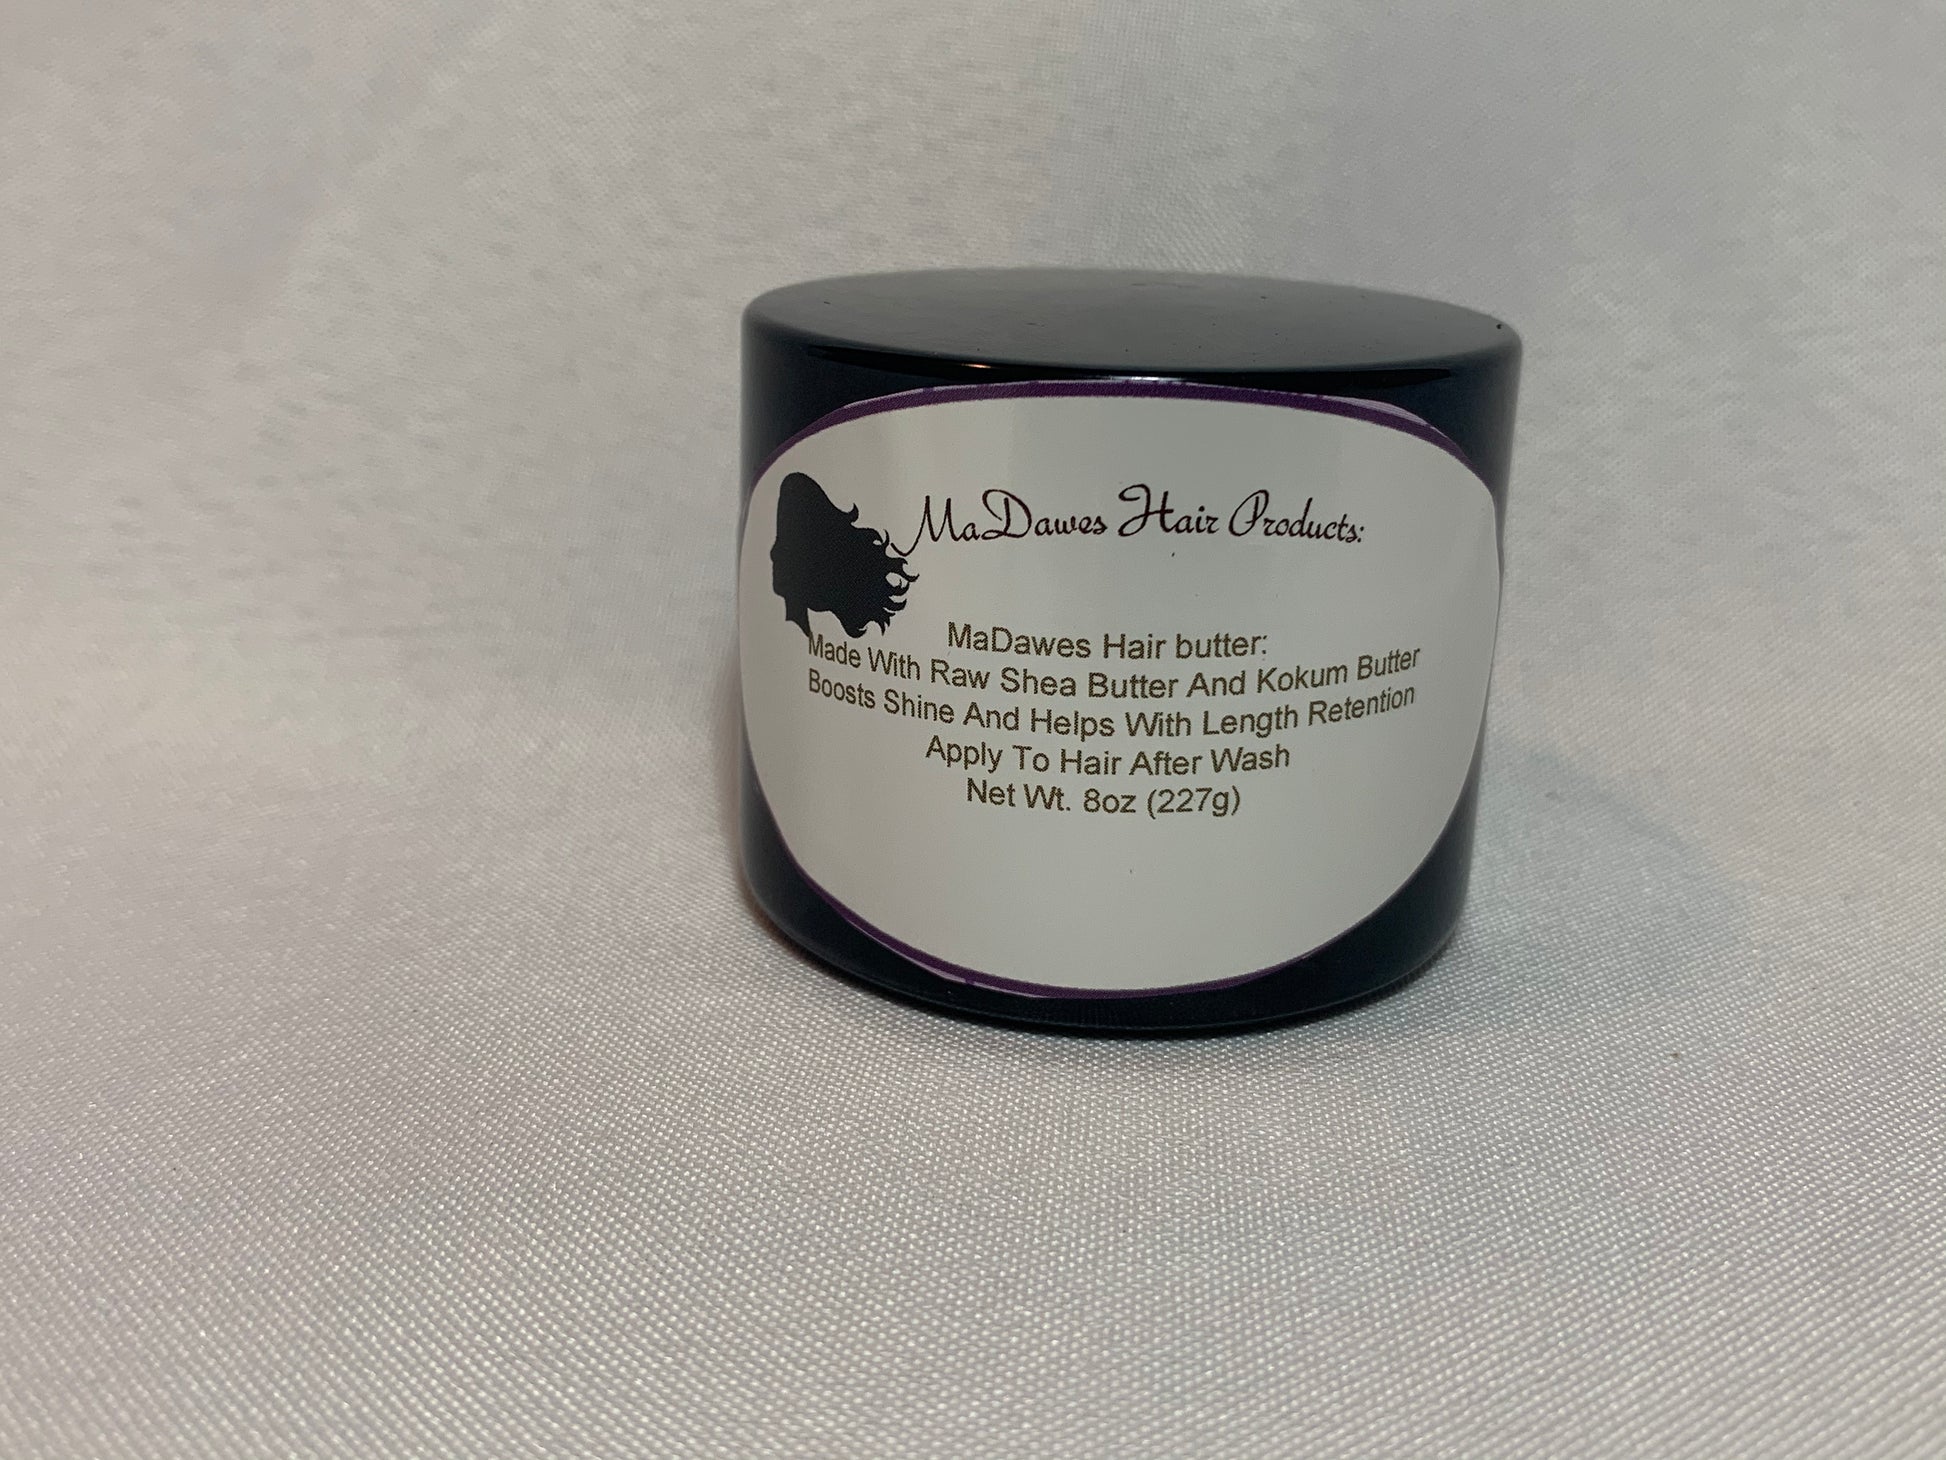 MaDawes Hair Products:
MaDawes Hair butter:
Made With Raw Shea Butter And Kokum Butter
Boosts Shine And Helps With Length Retention
Apply To Hair After Wash
Net Wt. 8oz (227g)